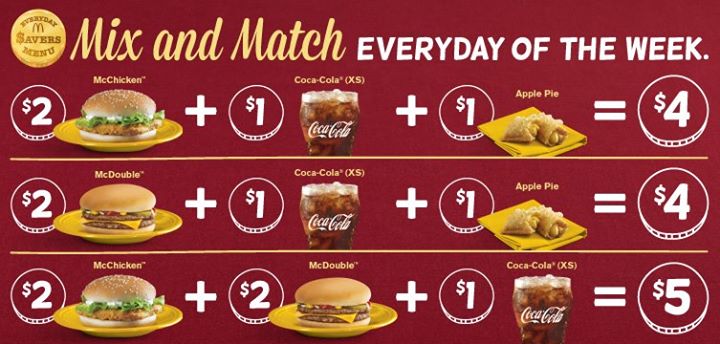 EVERYDAY
$AVERS
MENU
Mix and Match EVERYDAY OF THE WEEK.
McChicken™ Coca-Cola® (XS) Apple Pie
$2 + $1 + $1 = $4
Coca-Cola
McDouble™ Coca-Cola® (XS) Apple Pie
$2 + $1 + $1 = $4
Coca-Cola
McChicken™ McDouble™ Coca-Cola® (XS)
$2 + $2 + $1 = $5
Coca-Cola